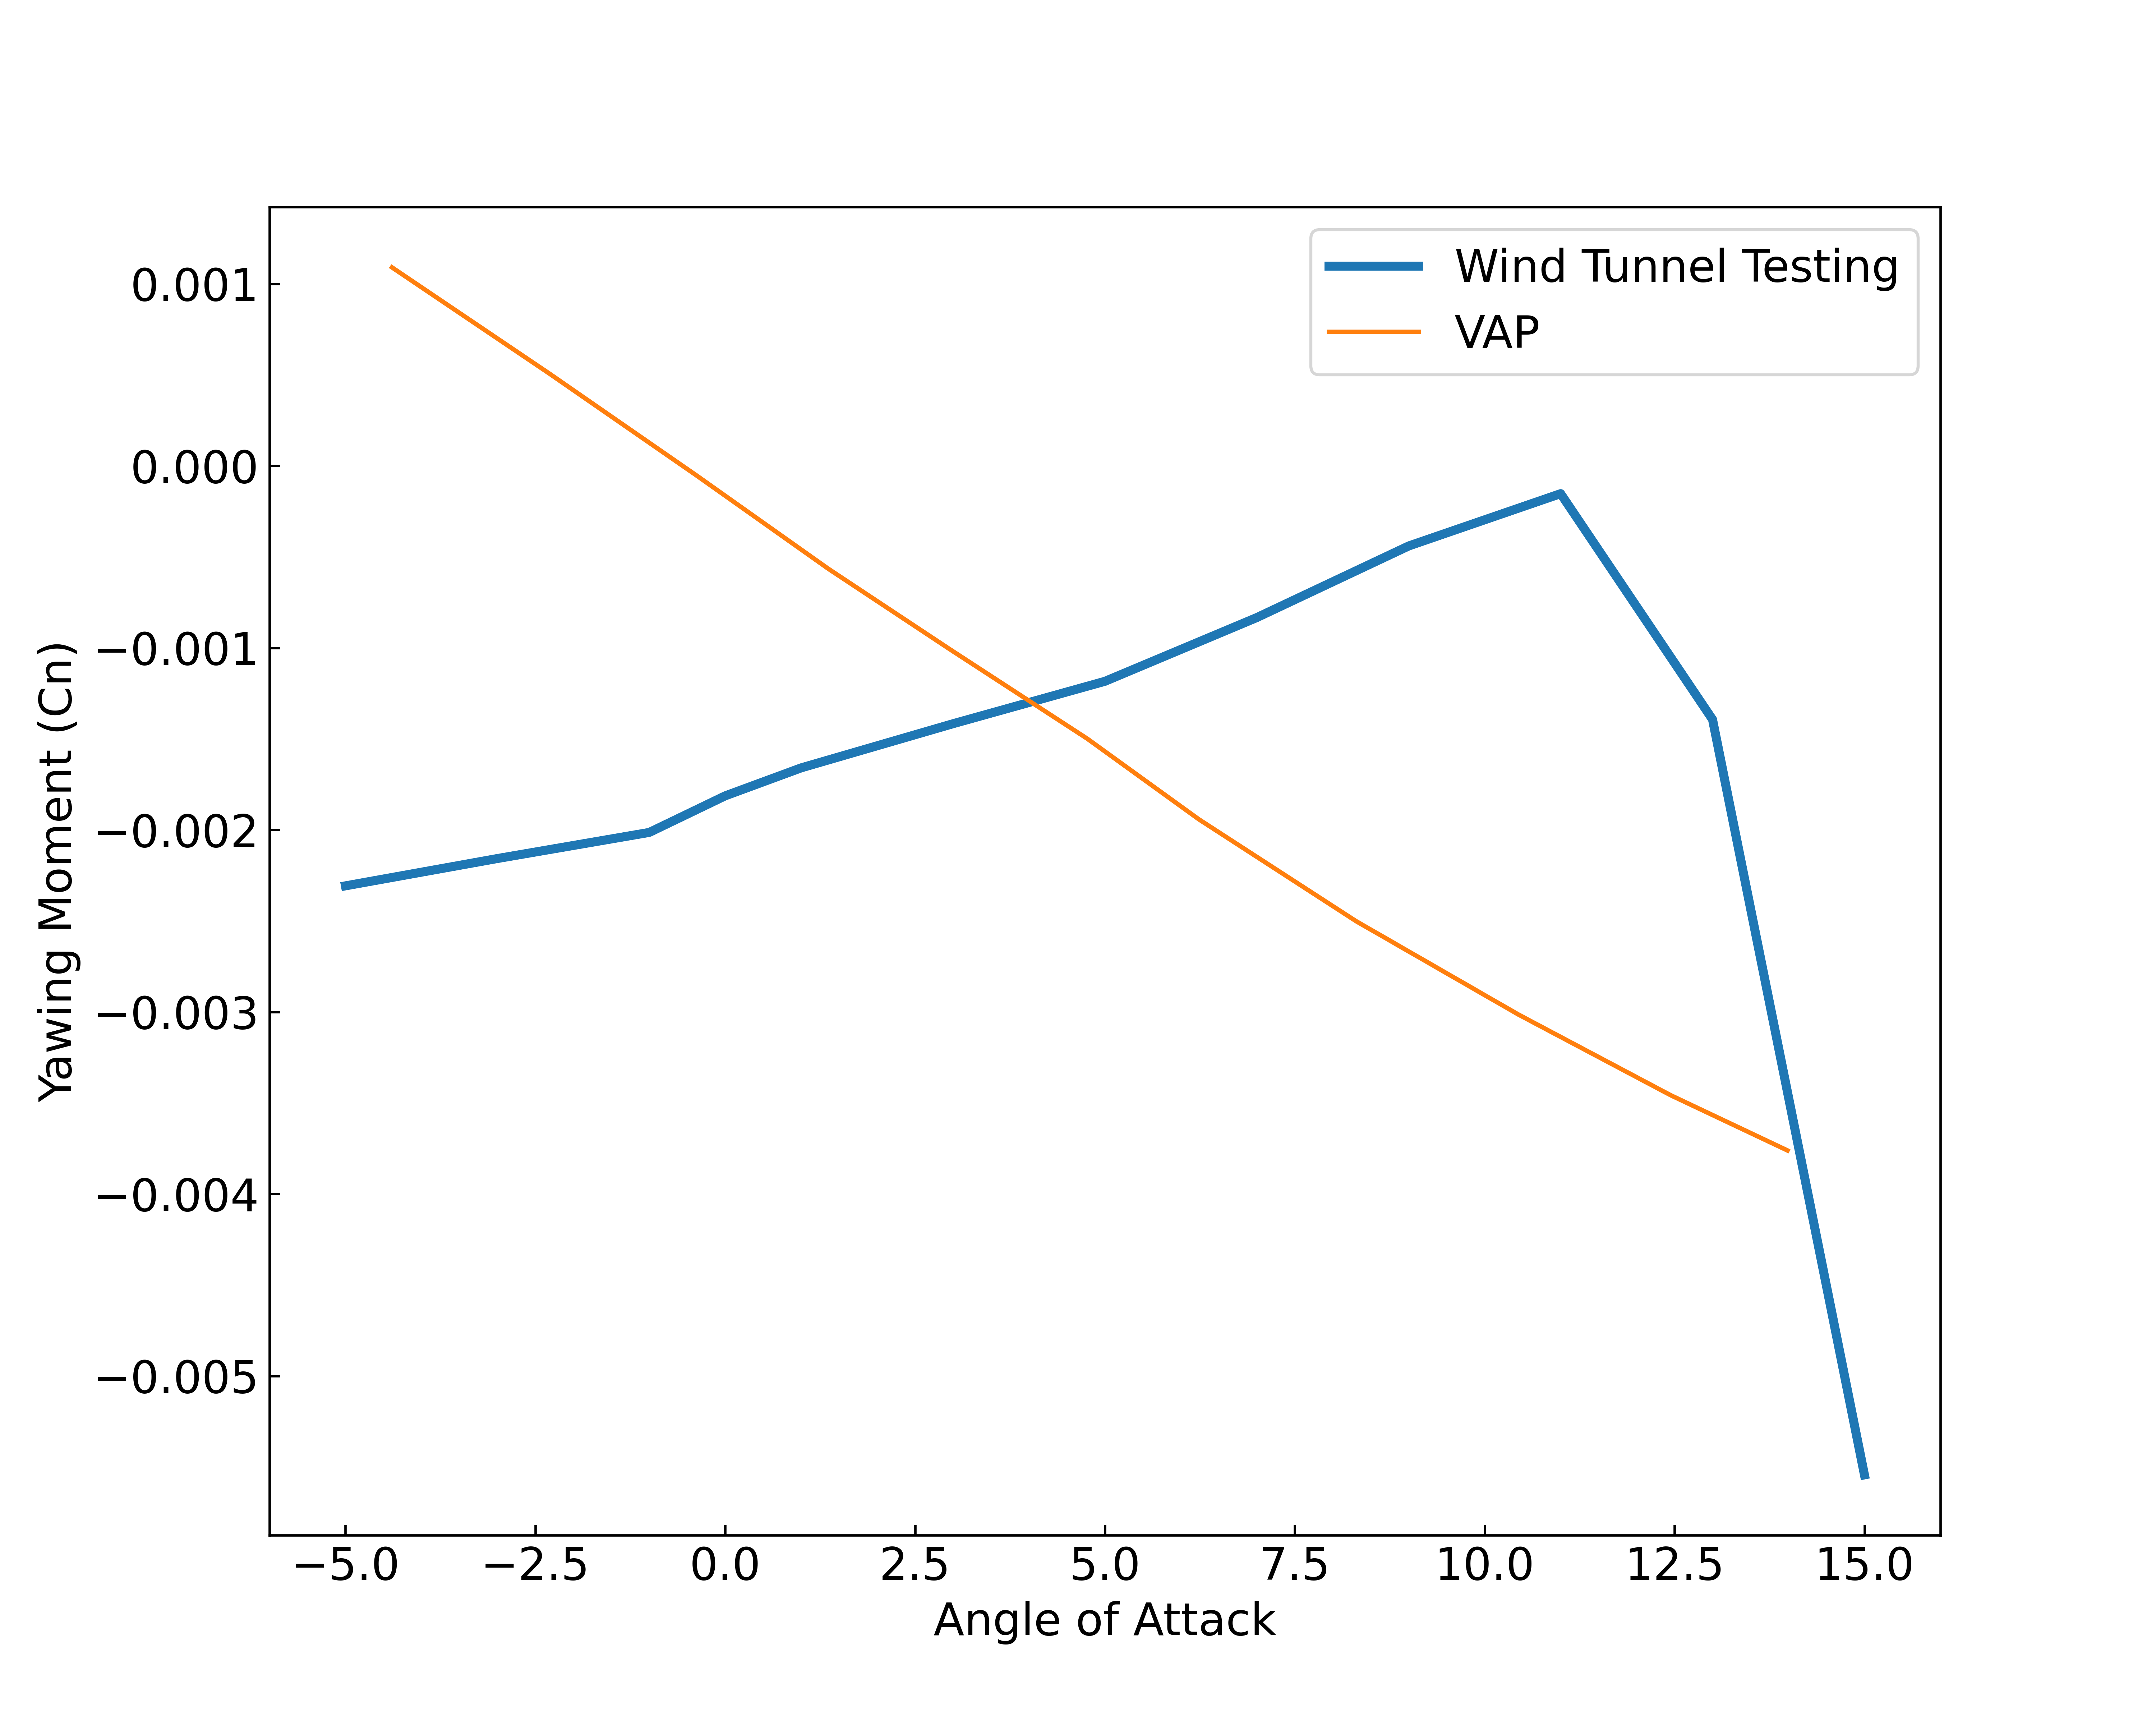 Wind Tunnel Testing
VAP
0.001
0.000
−0.001
−0.002
−0.003
−0.004
−0.005
Yawing Moment (Cn)
−5.0 −2.5 0.0 2.5 5.0 7.5 10.0 12.5 15.0
Angle of Attack